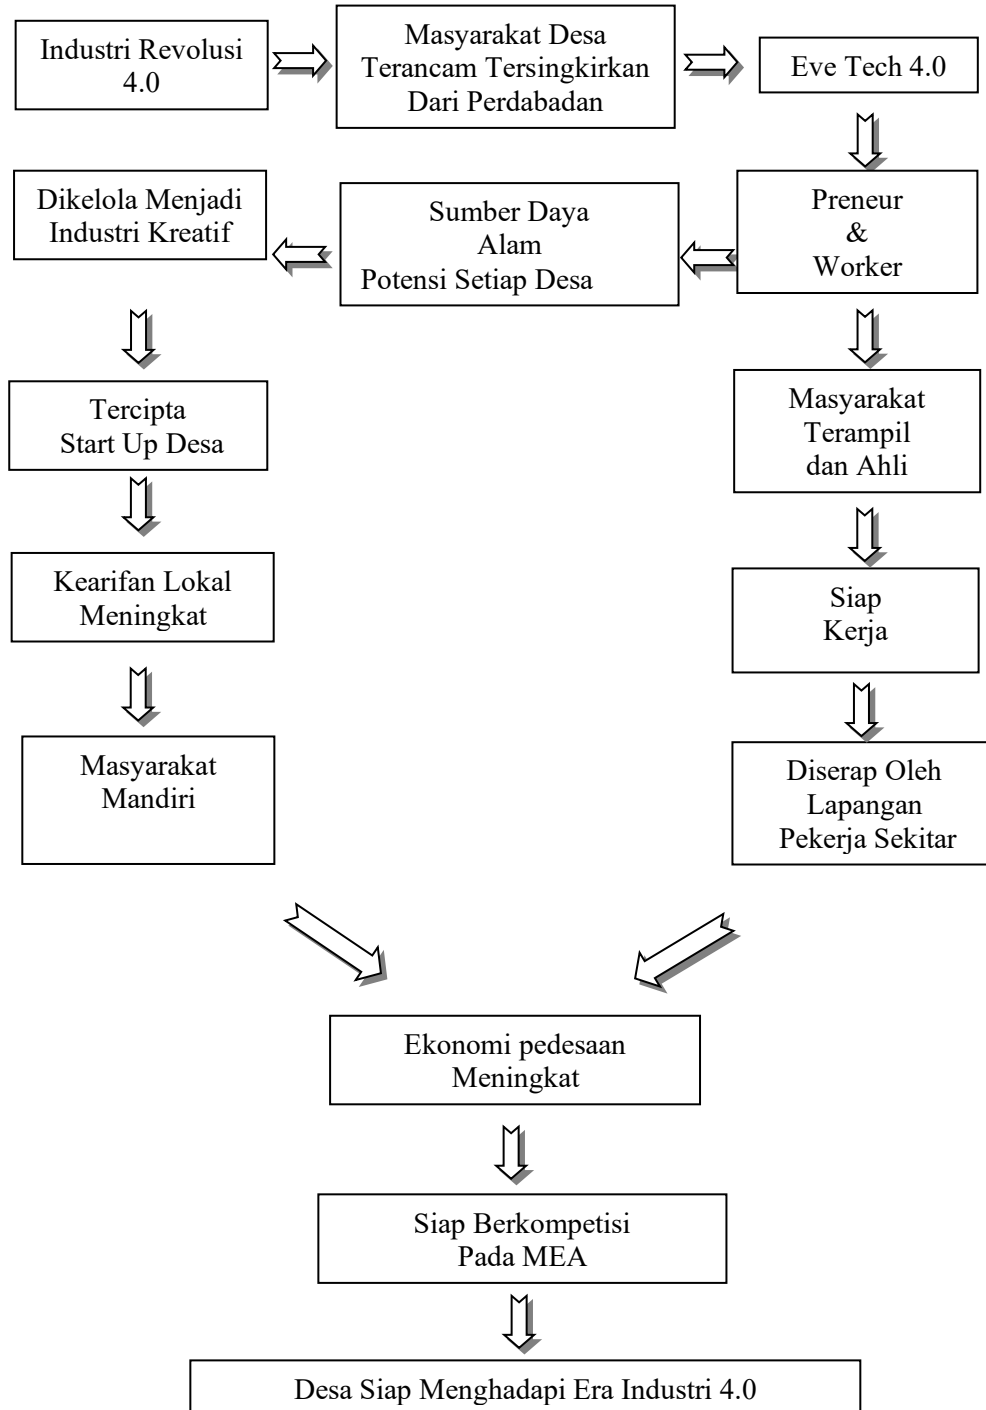 Industri Revolusi
4.0
Masyarakat Desa
Terancam Tersingkirkan
Dari Perdabadan
Eve Tech 4.0
Preneur
&
Worker
Sumber Daya
Alam
Potensi Setiap Desa
Dikelola Menjadi
Industri Kreatif
Tercipta
Start Up Desa
Kearifan Lokal
Meningkat
Masyarakat
Mandiri
Masyarakat
Terampil
dan Ahli
Siap
Kerja
Diserap Oleh
Lapangan
Pekerja Sekitar
Ekonomi pedesaan
Meningkat
Siap Berkompetisi
Pada MEA
Desa Siap Menghadapi Era Industri 4.0